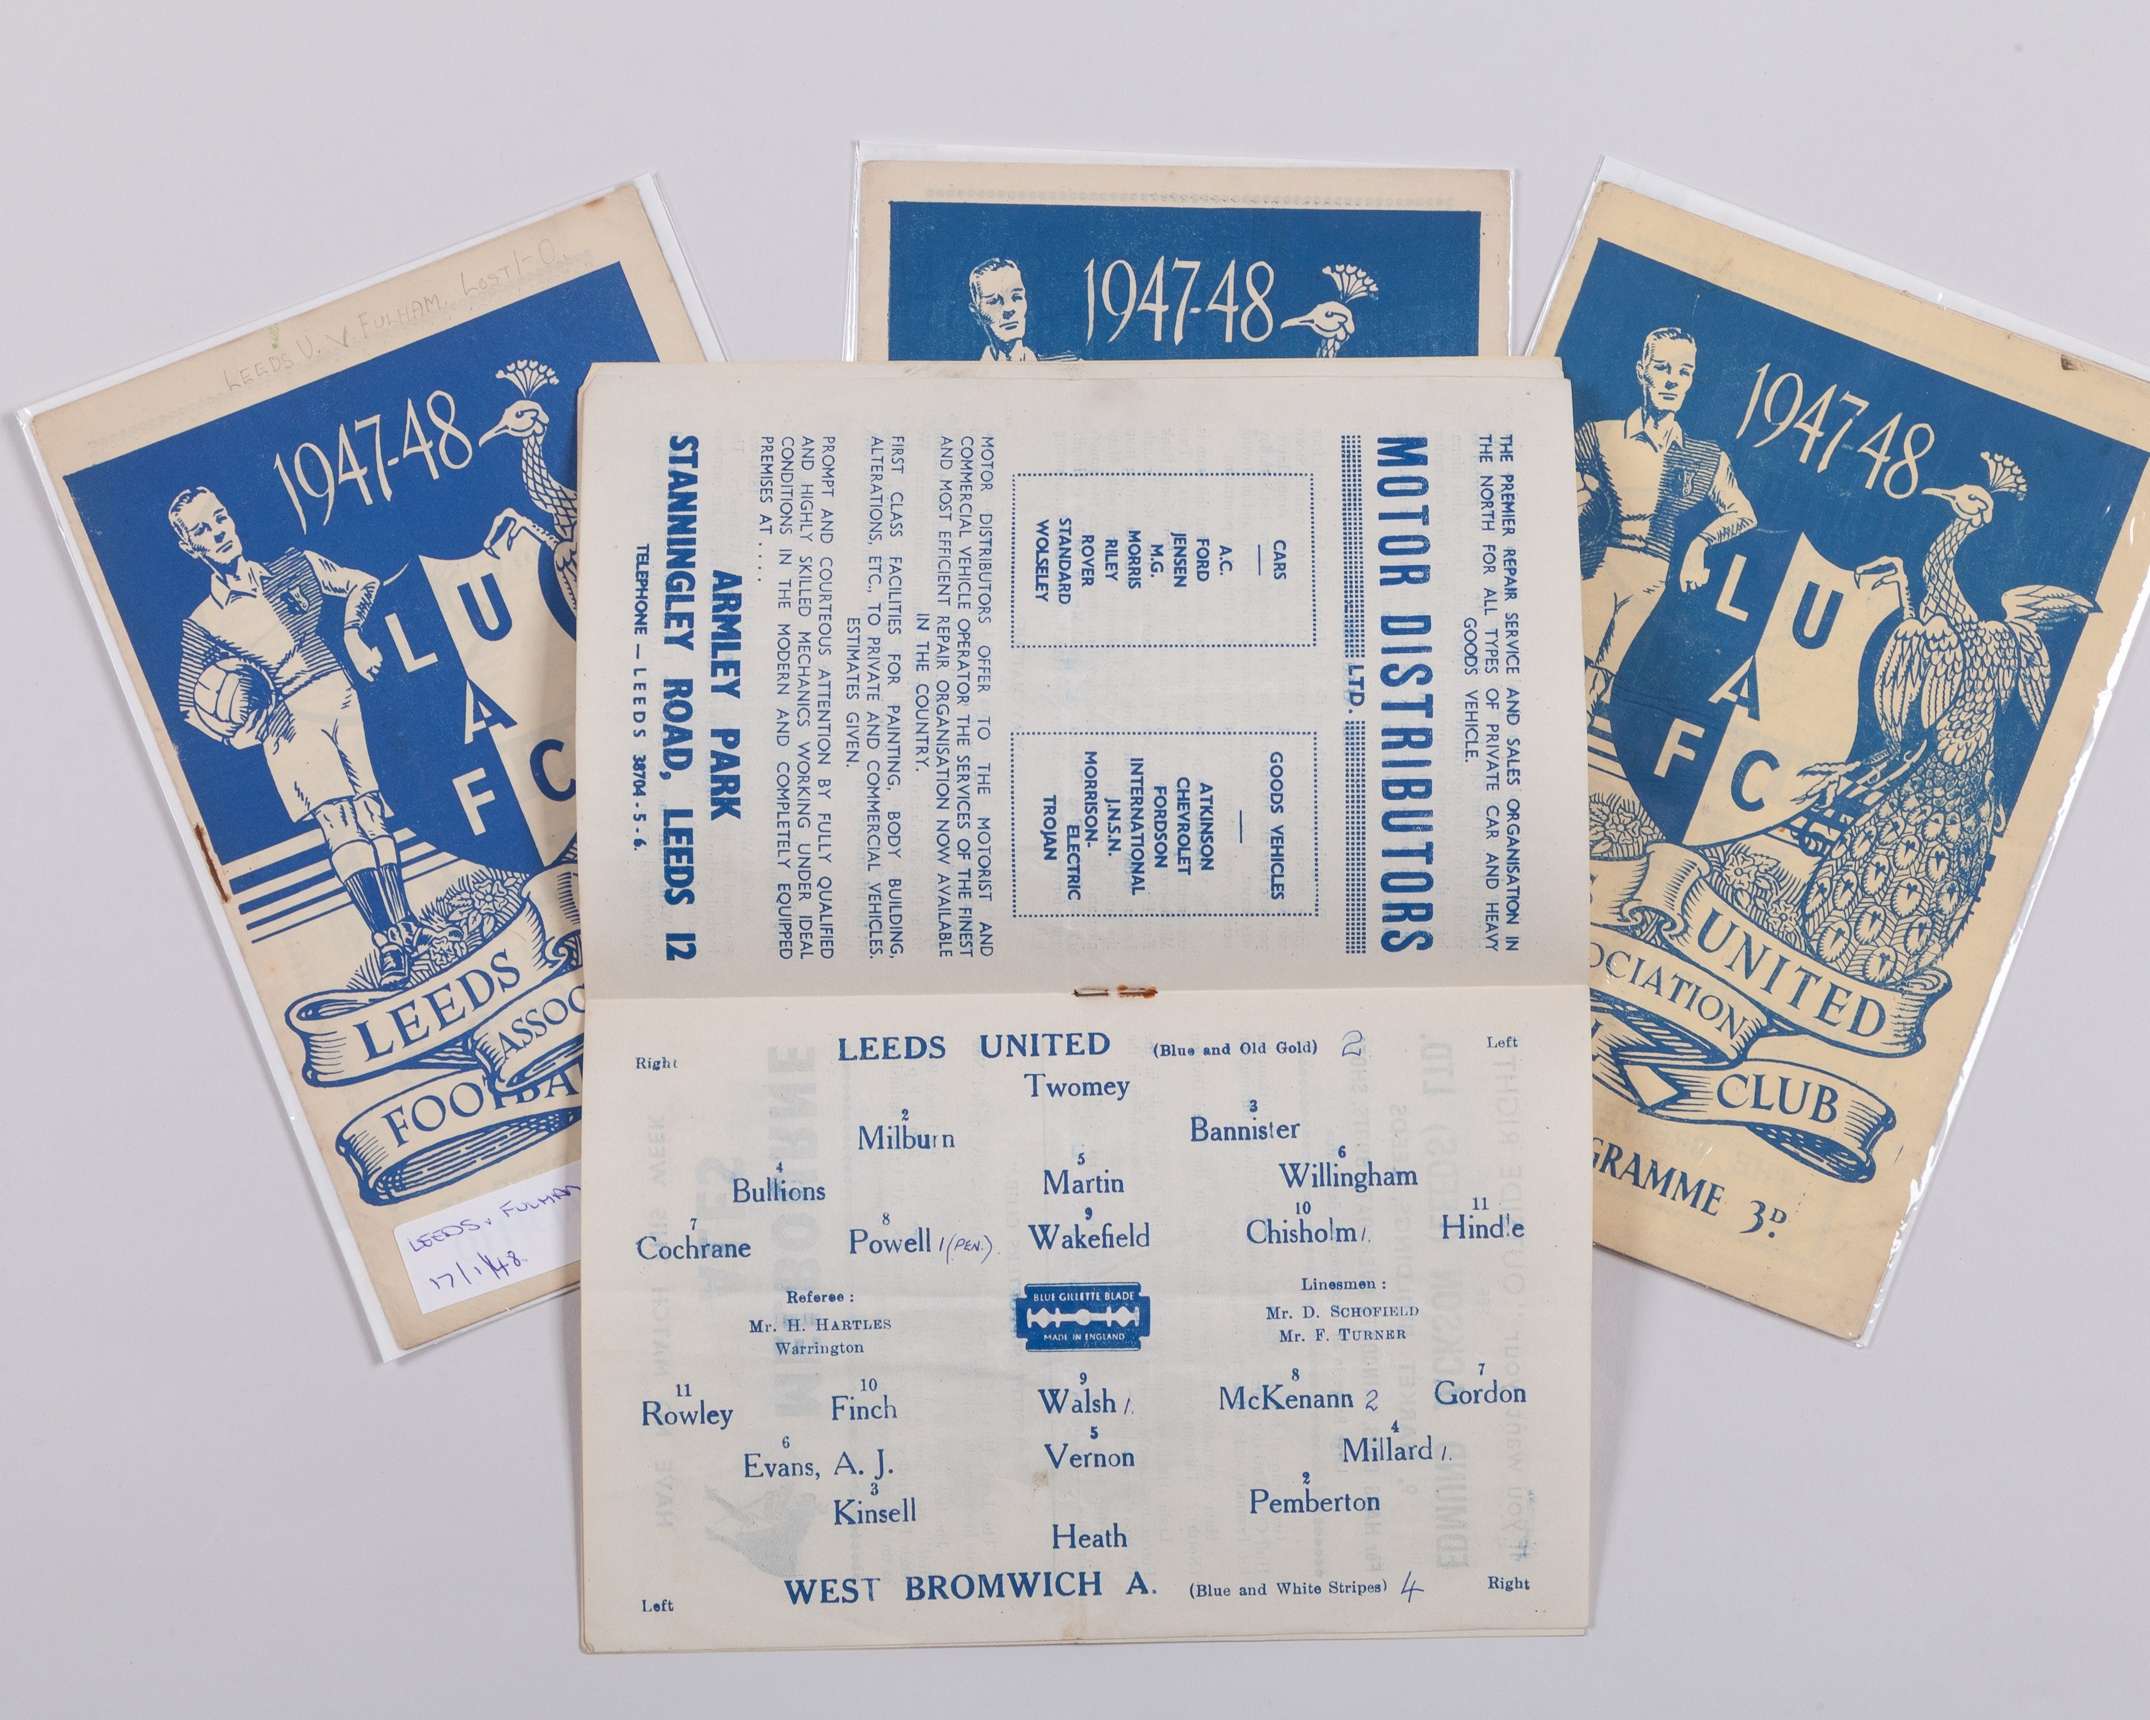 LEEDS U. V. FULHAM. LOST 1-0.
1947-48
L U
A
F C
LEEDS
ASSOC
FOOTBA
LEEDS v FULHAM
17/1/48.
1947-48
1947-48
L U
A
F C
UNITED
OCIATION
CLUB
GRAMME 3D.
THE PREMIER REPAIR SERVICE AND SALES ORGANISATION IN
THE NORTH FOR ALL TYPES OF PRIVATE CAR AND HEAVY
GOODS VEHICLE.
MOTOR DISTRIBUTORS
LTD.
CARS
A.C.
FORD
JENSEN
M.G.
MORRIS
RILEY
ROVER
STANDARD
WOLSELEY
GOODS VEHICLES
ATKINSON
CHEVROLET
FORDSON
INTERNATIONAL
J.N.S.N.
MORRISON-
ELECTRIC
TROJAN
MOTOR DISTRIBUTORS OFFER TO THE MOTORIST AND
COMMERCIAL VEHICLE OPERATOR THE SERVICES OF THE FINEST
AND MOST EFFICIENT REPAIR ORGANISATION NOW AVAILABLE
IN THE COUNTRY.
FIRST CLASS FACILITIES FOR PAINTING, BODY BUILDING,
ALTERATIONS, ETC., TO PRIVATE AND COMMERCIAL VEHICLES.
ESTIMATES GIVEN.
PROMPT AND COURTEOUS ATTENTION BY FULLY QUALIFIED
AND HIGHLY SKILLED MECHANICS WORKING UNDER IDEAL
CONDITIONS IN THE MODERN AND COMPLETELY EQUIPPED
PREMISES AT . . . .
ARMLEY PARK
STANNINGLEY ROAD, LEEDS 12
TELEPHONE — LEEDS 38704-5-6.
Right LEEDS UNITED (Blue and Old Gold) 2 Left
Twomey
2 3
Milburn Bannister
4 5 6
Bullions Martin Willingham
7 8 9 10 11
Cochrane Powell 1 (PEN.) Wakefield Chisholm 1. Hindle
Referee :
Mr. H. HARTLES
Warrington
BLUE GILLETTE BLADE
MADE IN ENGLAND
Linesmen :
Mr. D. SCHOFIELD
Mr. F. TURNER
11 10 9 8 7
Rowley Finch Walsh 1. McKenann 2 Gordon
6 5 4
Evans, A. J. Vernon Millard 1.
3 2
Kinsell Pemberton
Heath
Left WEST BROMWICH A. (Blue and White Stripes) 4 Right